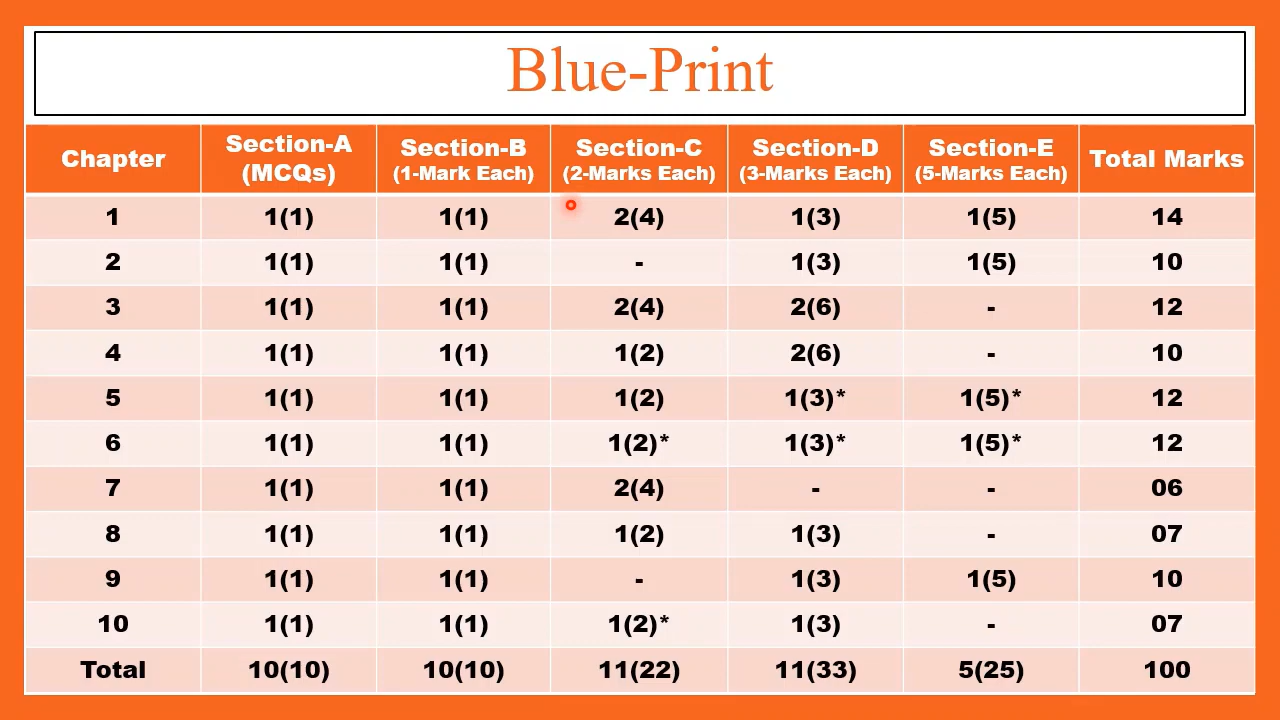 Blue-Print
Chapter Section-A (MCQs) Section-B (1-Mark Each) Section-C (2-Marks Each) Section-D (3-Marks Each) Section-E (5-Marks Each) Total Marks
1 1(1) 1(1) 2(4) 1(3) 1(5) 14
2 1(1) 1(1) - 1(3) 1(5) 10
3 1(1) 1(1) 2(4) 2(6) - 12
4 1(1) 1(1) 1(2) 2(6) - 10
5 1(1) 1(1) 1(2) 1(3)* 1(5)* 12
6 1(1) 1(1) 1(2)* 1(3)* 1(5)* 12
7 1(1) 1(1) 2(4) - - 06
8 1(1) 1(1) 1(2) 1(3) - 07
9 1(1) 1(1) - 1(3) 1(5) 10
10 1(1) 1(1) 1(2)* 1(3) - 07
Total 10(10) 10(10) 11(22) 11(33) 5(25) 100